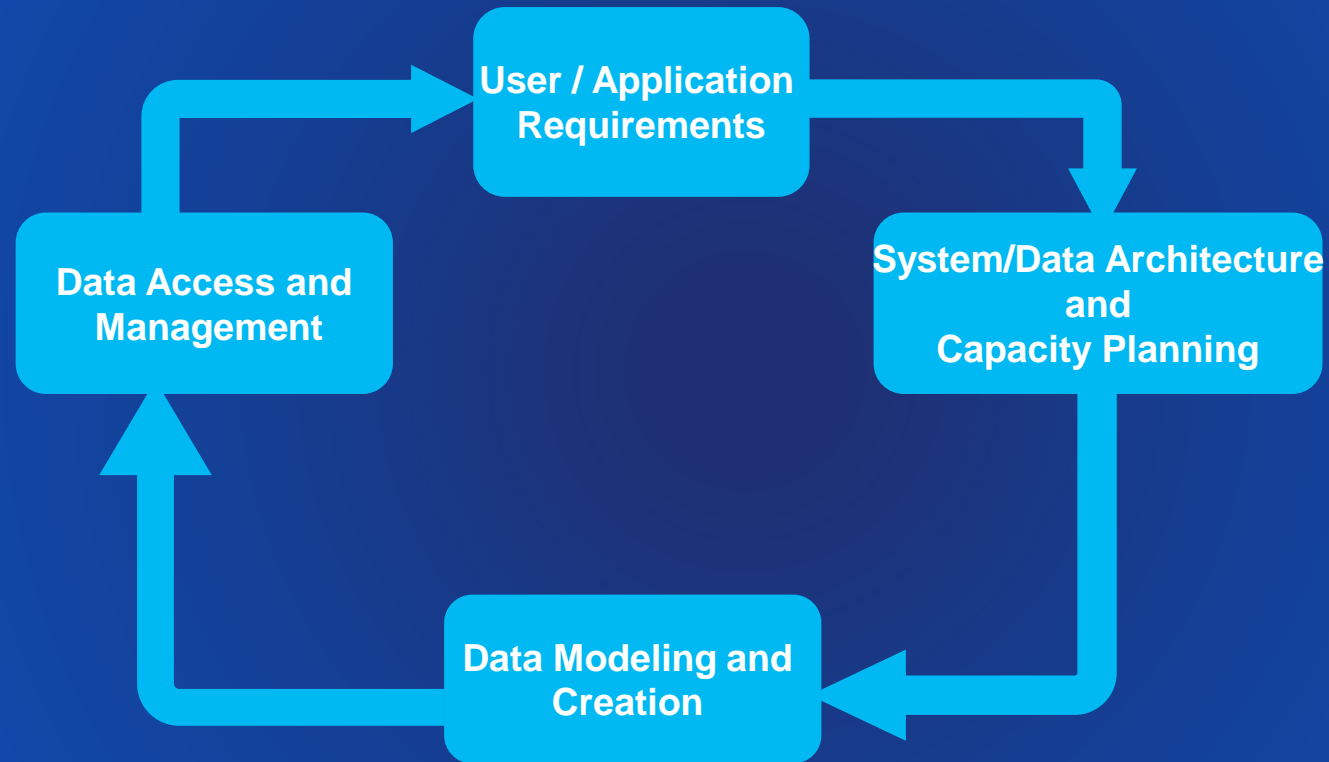 User / Application
Requirements
System/Data Architecture
and
Capacity Planning
Data Modeling and
Creation
Data Access and
Management